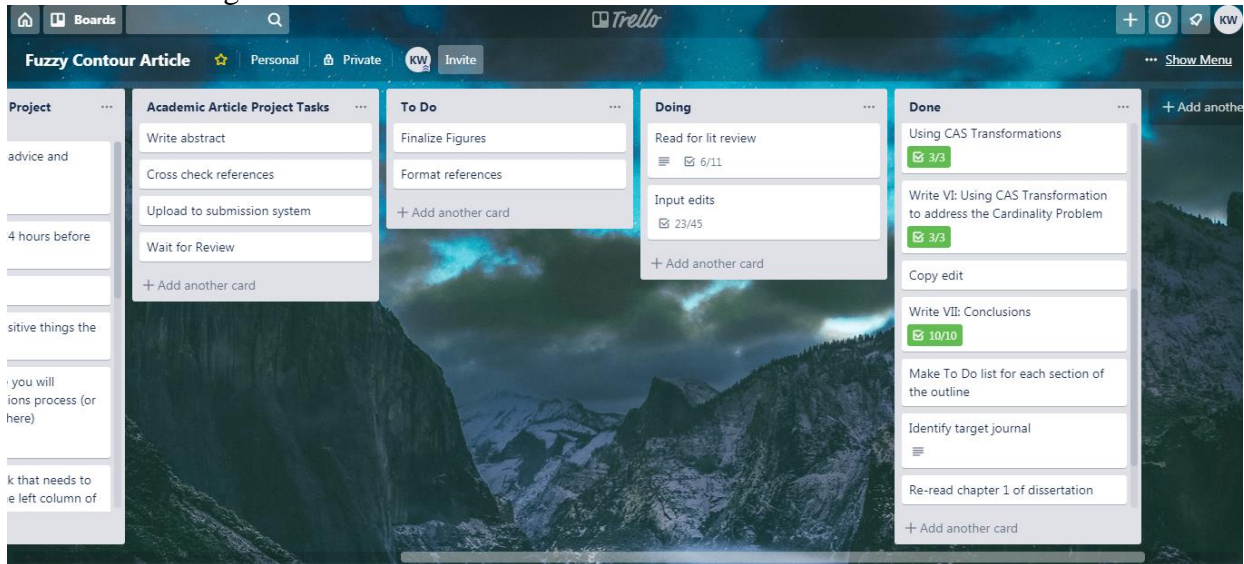 Boards
Trello
KW
Fuzzy Contour Article
Personal
Private
KW
Invite
... Show Menu
Project ...
advice and
4 hours before
sitive things the
you will
ions process (or
here)
k that needs to
left column of
Academic Article Project Tasks ...
Write abstract
Cross check references
Upload to submission system
Wait for Review
+ Add another card
To Do ...
Finalize Figures
Format references
+ Add another card
Doing ...
Read for lit review
6/11
Input edits
23/45
+ Add another card
Done ...
Using CAS Transformations
3/3
Write VI: Using CAS Transformation
to address the Cardinality Problem
3/3
Copy edit
Write VII: Conclusions
10/10
Make To Do list for each section of
the outline
Identify target journal
Re-read chapter 1 of dissertation
+ Add another card
+ Add anothe